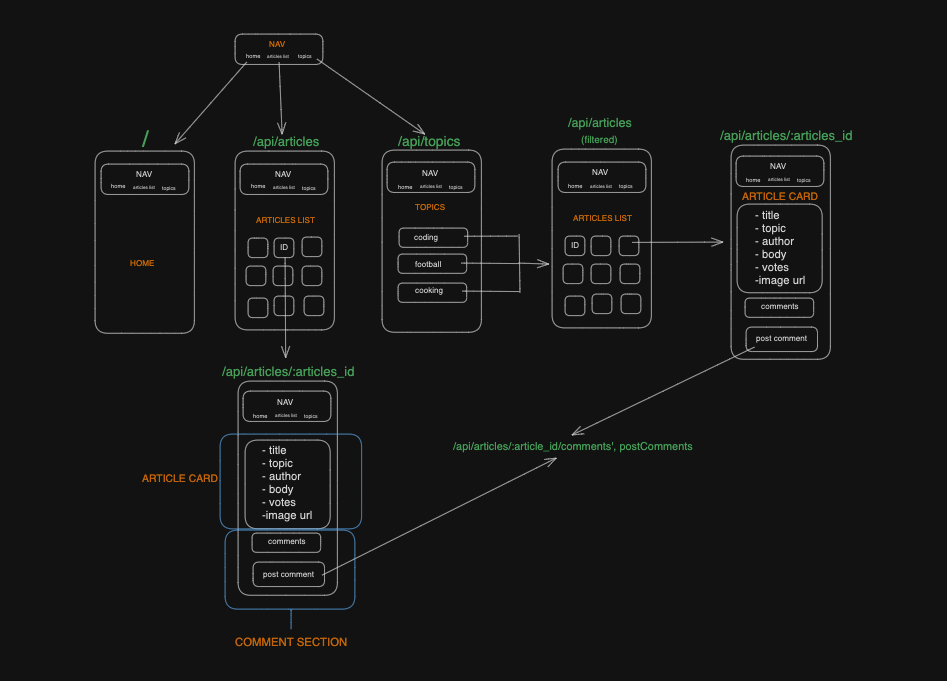 NAV
home articles list topics
/
/api/articles
/api/topics
/api/articles
(filtered)
/api/articles/:articles_id
NAV
home articles list topics
HOME
NAV
home articles list topics
ARTICLES LIST
ID
NAV
home articles list topics
TOPICS
coding
football
cooking
NAV
home articles list topics
ARTICLES LIST
ID
NAV
home articles list topics
ARTICLE CARD
- title
- topic
- author
- body
- votes
-image url
comments
post comment
/api/articles/:articles_id
NAV
home articles list topics
ARTICLE CARD
- title
- topic
- author
- body
- votes
-image url
comments
post comment
COMMENT SECTION
/api/articles/:article_id/comments', postComments